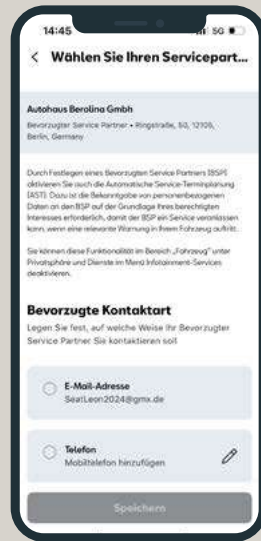 14:45
5G
Wählen Sie Ihren Servicepart...
Autohaus Berolina Gmbh
Bevorzugter Service Partner • Ringstraße, 50, 12105,
Berlin, Germany
Durch Festlegen eines Bevorzugten Service Partners (BSP)
aktivieren Sie auch die Automatische Service-Terminplanung
(AST). Dazu ist die Bekanntgabe von personenbezogenen
Daten an den BSP auf der Grundlage Ihres berechtigten
Interesses erforderlich, damit der BSP ein Service veranlassen
kann, wenn eine relevante Warnung in Ihrem Fahrzeug auftritt.
Sie können diese Funktionalität im Bereich „Fahrzeug" unter
Privatsphäre und Dienste im Menü Infotainment-Services
deaktivieren.
Bevorzugte Kontaktart
Legen Sie fest, auf welche Weise Ihr Bevorzugter
Service Partner Sie kontaktieren soll
E-Mail-Adresse
SeatLeon2024@gmx.de
Telefon
Mobiltelefon hinzufügen
Speichern